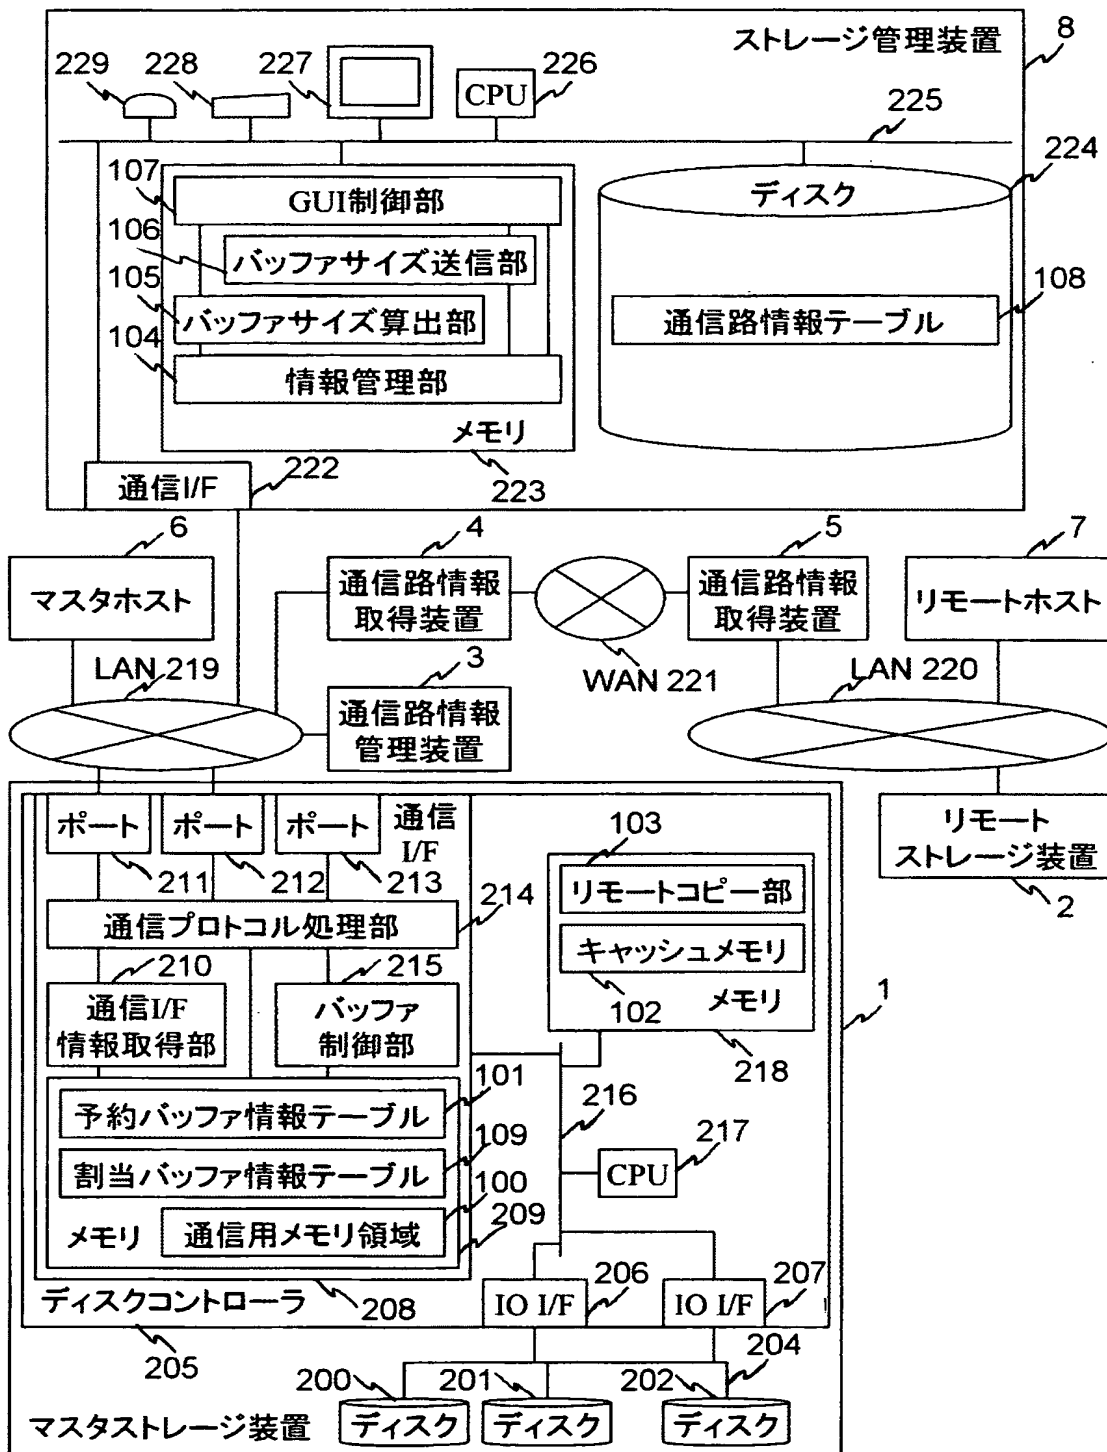 ストレージ管理装置
8
229
228
227
CPU
226
225
224
107
GUI制御部
ディスク
106
バッファサイズ送信部
105
バッファサイズ算出部
108
通信路情報テーブル
104
情報管理部
メモリ
223
通信I/F
222
6
マスタホスト
4
通信路情報
取得装置
5
通信路情報
取得装置
7
リモートホスト
LAN 219
WAN 221
LAN 220
3
通信路情報
管理装置
ポート
ポート
ポート
通信
I/F
211
212
213
リモート
ストレージ装置
2
103
リモートコピー部
キャッシュメモリ
102
メモリ
218
1
214
通信プロトコル処理部
210
215
通信I/F
情報取得部
バッファ
制御部
101
予約バッファ情報テーブル
109
割当バッファ情報テーブル
100
メモリ
通信用メモリ領域
209
216
217
CPU
ディスクコントローラ
208
IO I/F
206
IO I/F
207
205
204
200
201
202
マスタストレージ装置
ディスク
ディスク
ディスク